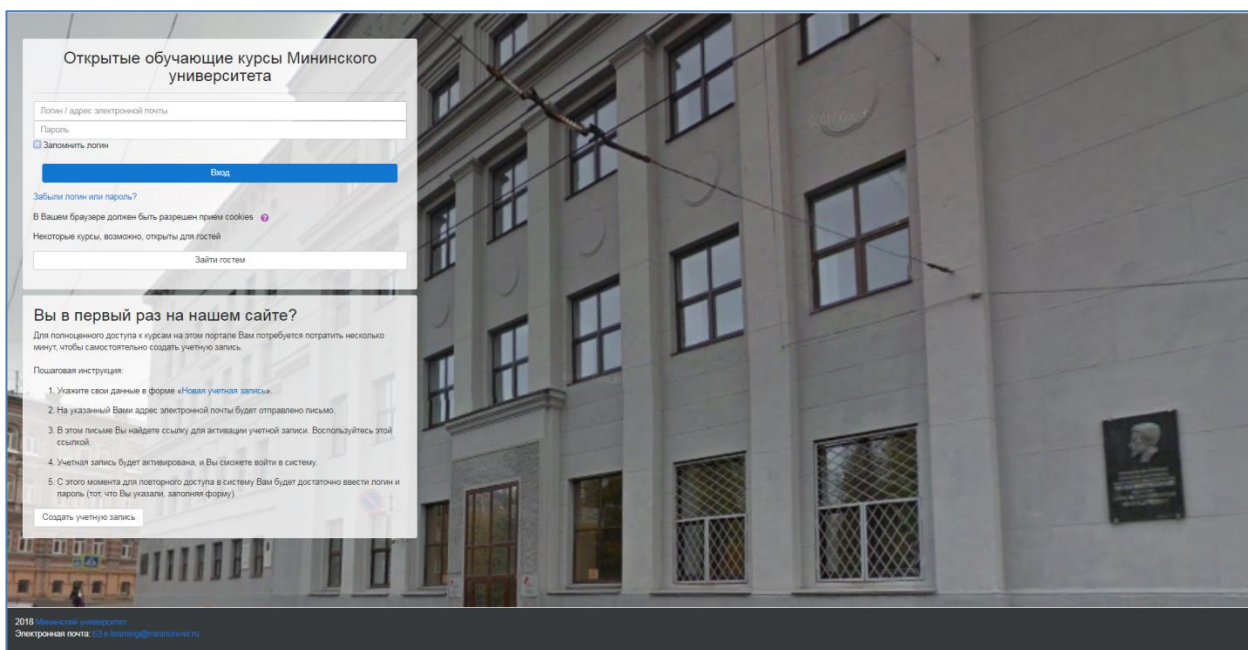 Открытые обучающие курсы Мининского
университета
Логин / адрес электронной почты
Пароль
Запомнить логин
Вход
Забыли логин или пароль?
В Вашем браузере должен быть разрешен прием cookies
Некоторые курсы, возможно, открыты для гостей
Зайти гостем
Вы в первый раз на нашем сайте?
Для полноценного доступа к курсам на этом портале Вам потребуется потратить несколько
минут, чтобы самостоятельно создать учетную запись.
Пошаговая инструкция:
1. Укажите свои данные в форме «Новая учетная запись».
2. На указанный Вами адрес электронной почты будет отправлено письмо.
3. В этом письме Вы найдете ссылку для активации учетной записи. Воспользуйтесь этой
ссылкой.
4. Учетная запись будет активирована, и Вы сможете войти в систему.
5. С этого момента для повторного доступа в систему Вам будет достаточно ввести логин и
пароль (тот, что Вы указали, заполняя форму).
Создать учетную запись
2018 Мининский университет
Электронная почта: e.learning@mininuniver.ru